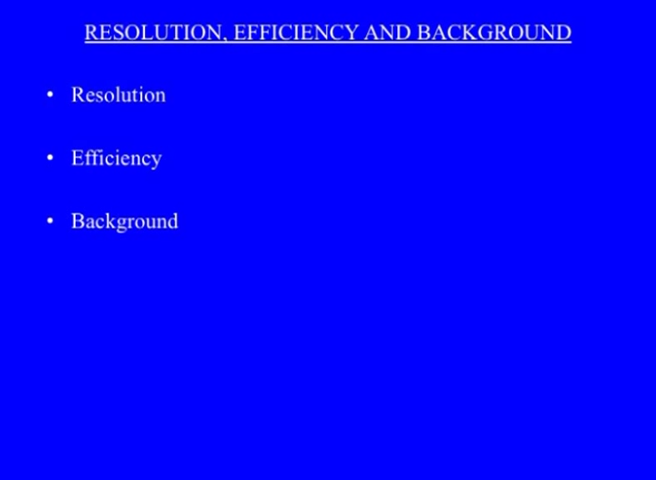 RESOLUTION, EFFICIENCY AND BACKGROUND
• Resolution
• Efficiency
• Background